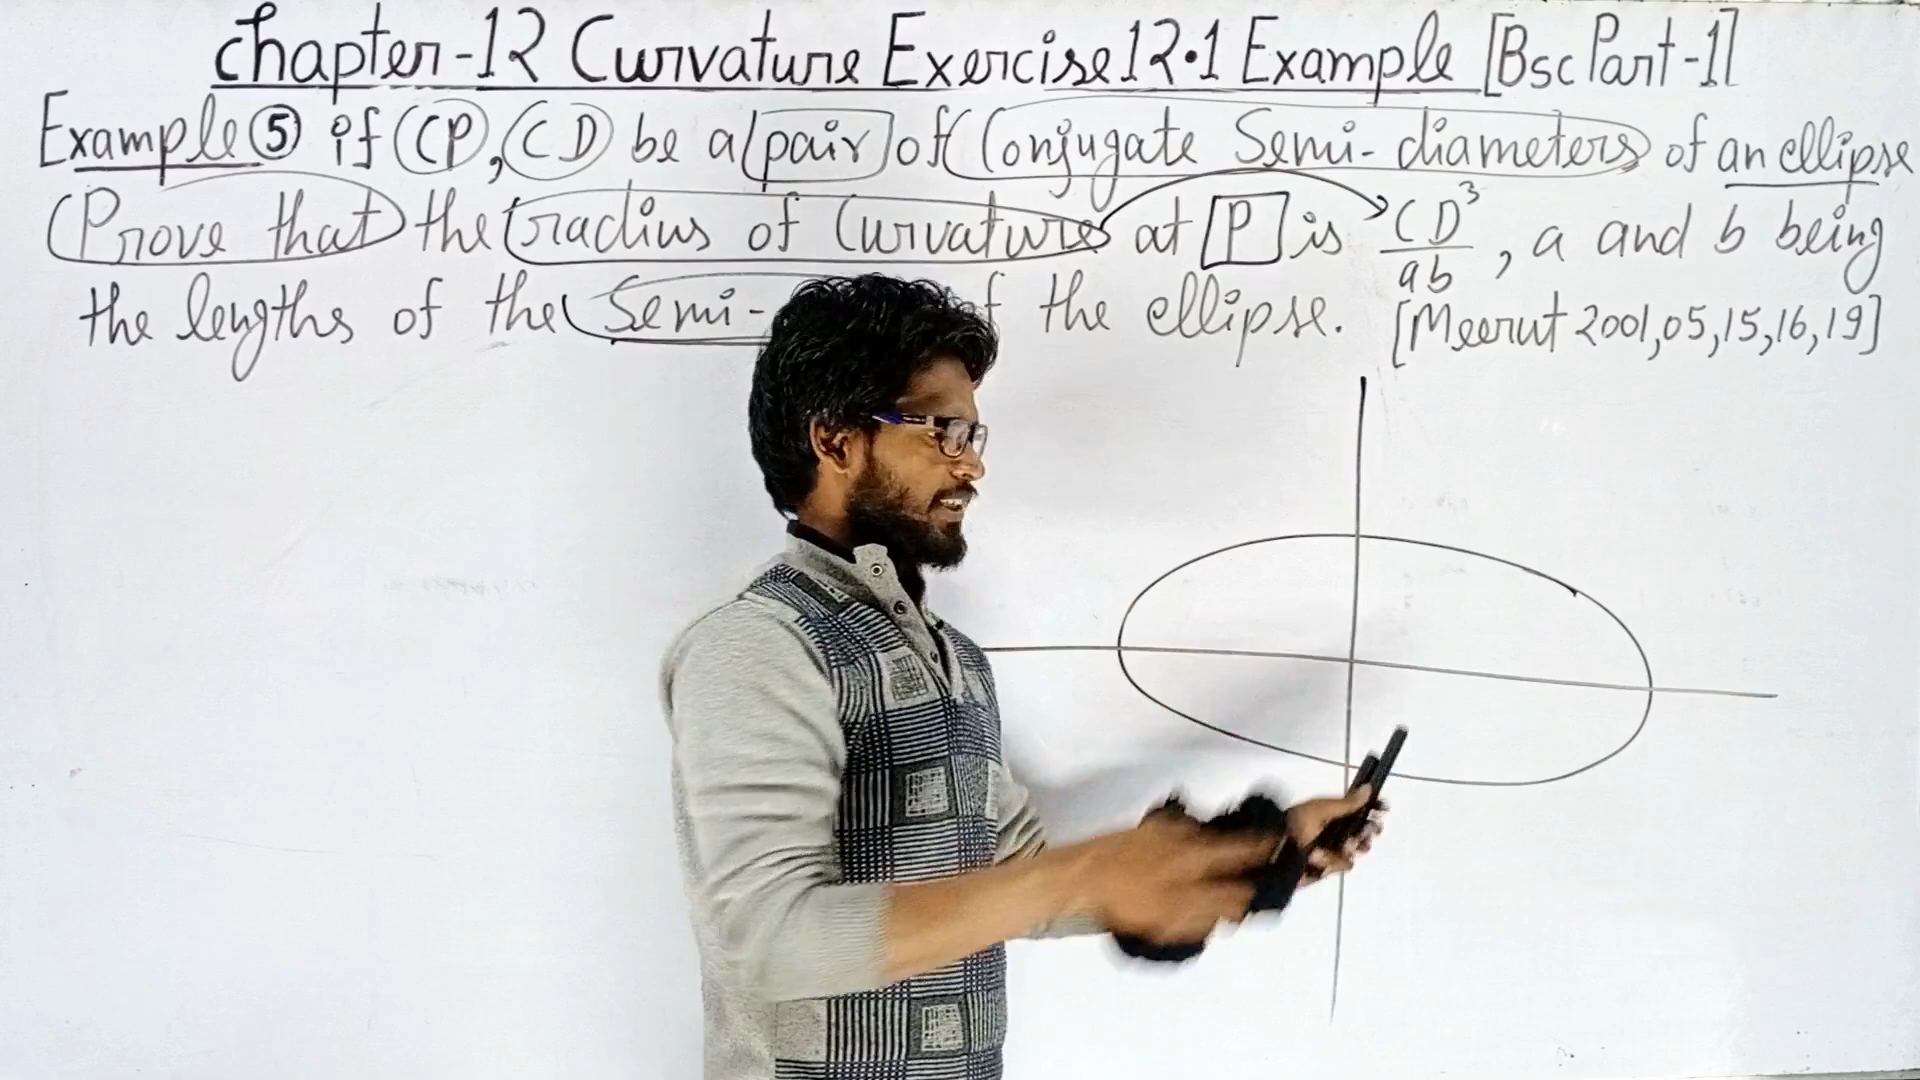 Chapter-12 Curvature Exercise 12.1 Example [Bsc Part-1]
Example ⑤ if CP, CD be a pair of Conjugate Semi-diameters of an ellipse
Prove that the radius of Curvature at P is CD³/ab, a and b being
the lengths of the Semi- of the ellipse. [Meerut 2001,05,15,16,19]